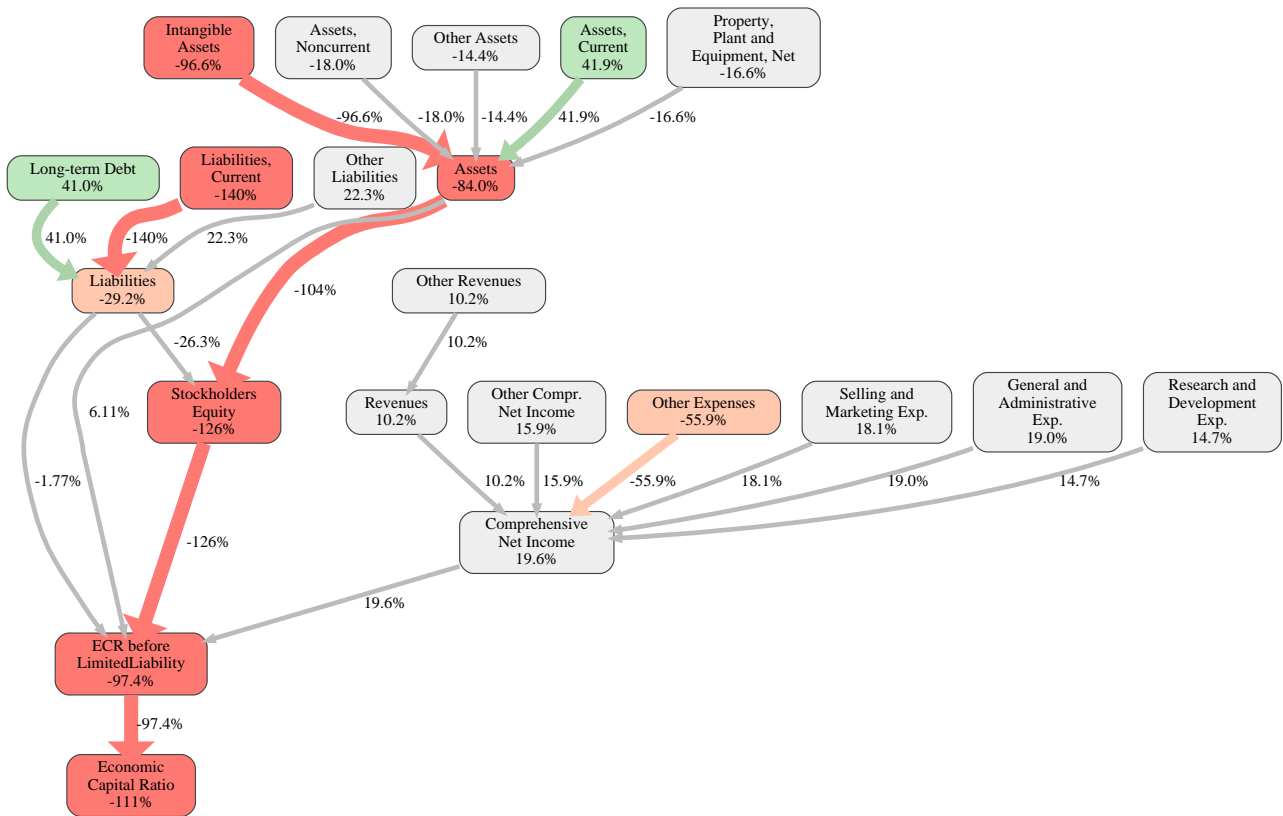 Intangible
Assets
-96.6%
Assets,
Noncurrent
-18.0%
Other Assets
-14.4%
Assets,
Current
41.9%
Property,
Plant and
Equipment, Net
-16.6%
-96.6%
-18.0%
-14.4%
41.9%
-16.6%
Long-term Debt
41.0%
Liabilities,
Current
-140%
Other
Liabilities
22.3%
Assets
-84.0%
41.0%
-140%
22.3%
Liabilities
-29.2%
-104%
Other Revenues
10.2%
-26.3%
10.2%
Stockholders
Equity
-126%
6.11%
Revenues
10.2%
Other Compr.
Net Income
15.9%
Other Expenses
-55.9%
Selling and
Marketing Exp.
18.1%
General and
Administrative
Exp.
19.0%
Research and
Development
Exp.
14.7%
-1.77%
10.2%
15.9%
-55.9%
18.1%
19.0%
14.7%
-126%
Comprehensive
Net Income
19.6%
19.6%
ECR before
LimitedLiability
-97.4%
-97.4%
Economic
Capital Ratio
-111%